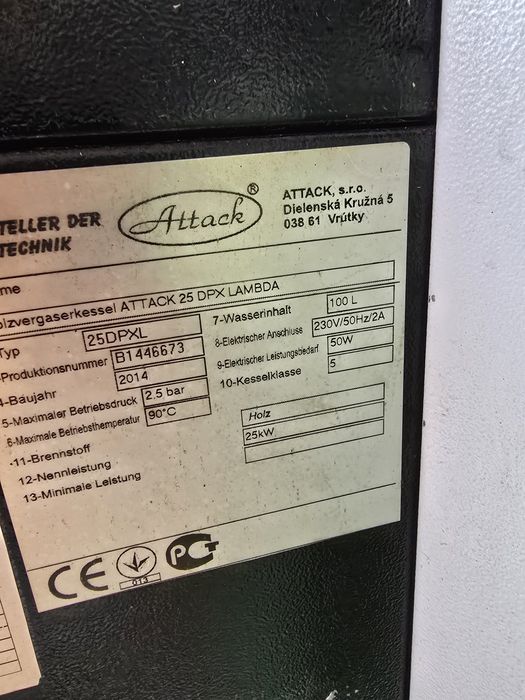 TELLER DER
TECHNIK
Attack ®
ATTACK, s.r.o.
Dielenská Kružná 5
038 61 Vrútky
me
olzvergaserkessel ATTACK 25 DPX LAMBDA
Typ 25DPXL
-Produktionsnummer B1446673
4-Baujahr 2014
5-Maximaler Betriebsdruck 2.5 bar
6-Maximale Betriebstemperatur 90°C
7-Wasserinhalt 100 L
8-Elektrischer Anschluss 230V/50Hz/2A
9-Elektrischer Leistungsbedarf 50W
10-Kesselklasse 5
11-Brennstoff Holz
12-Nennleistung 25kW
13-Minimale Leistung
CE
013
PCT